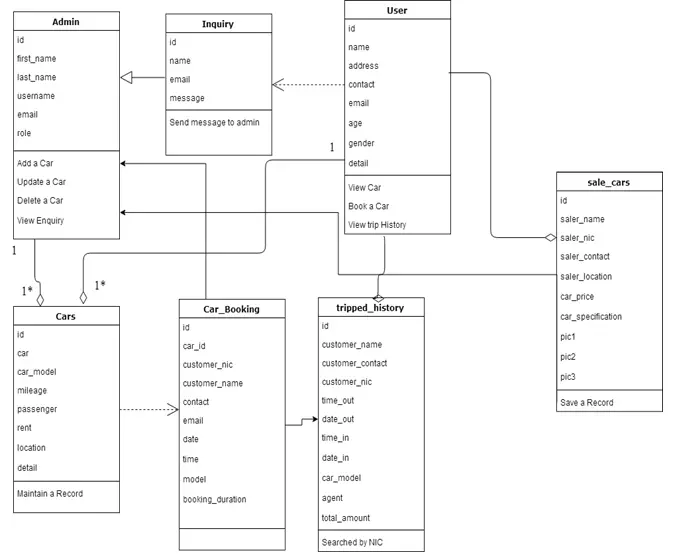 Admin
id
first_name
last_name
username
email
role
Add a Car
Update a Car
Delete a Car
View Enquiry
Inquiry
id
name
email
message
Send message to admin
User
id
name
address
contact
email
age
gender
detail
View Car
Book a Car
View trip History
sale_cars
id
saler_name
saler_nic
saler_contact
saler_location
car_price
car_specification
pic1
pic2
pic3
Save a Record
1
1
1*
1*
Cars
id
car
car_model
mileage
passenger
rent
location
detail
Maintain a Record
Car_Booking
id
car_id
customer_nic
customer_name
contact
email
date
time
model
booking_duration
tripped_history
id
customer_name
customer_contact
customer_nic
time_out
date_out
time_in
date_in
car_model
agent
total_amount
Searched by NIC